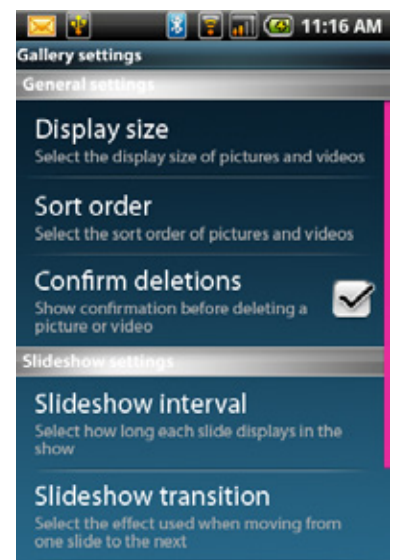 11:16 AM
Gallery settings
General settings
Display size
Select the display size of pictures and videos
Sort order
Select the sort order of pictures and videos
Confirm deletions
Show confirmation before deleting a
picture or video
Slideshow settings
Slideshow interval
Select how long each slide displays in the
show
Slideshow transition
Select the effect used when moving from
one slide to the next